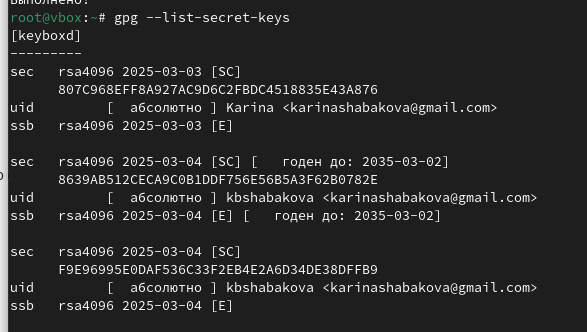 Выполнено!
root@vbox:~# gpg --list-secret-keys
[keyboxd]
---------
sec   rsa4096 2025-03-03 [SC]
      807C968EFF8A927AC9D6C2FBDC4518835E43A876
uid           [  абсолютно ] Karina <karinashabakova@gmail.com>
ssb   rsa4096 2025-03-03 [E]

sec   rsa4096 2025-03-04 [SC] [   годен до: 2035-03-02]
      8639AB512CECA9C0B1DDF756E56B5A3F62B0782E
uid           [  абсолютно ] kbshabakova <karinashabakova@gmail.com>
ssb   rsa4096 2025-03-04 [E] [   годен до: 2035-03-02]

sec   rsa4096 2025-03-04 [SC]
      F9E96995E0DAF536C33F2EB4E2A6D34DE38DFFB9
uid           [  абсолютно ] kbshabakova <karinashabakova@gmail.com>
ssb   rsa4096 2025-03-04 [E]